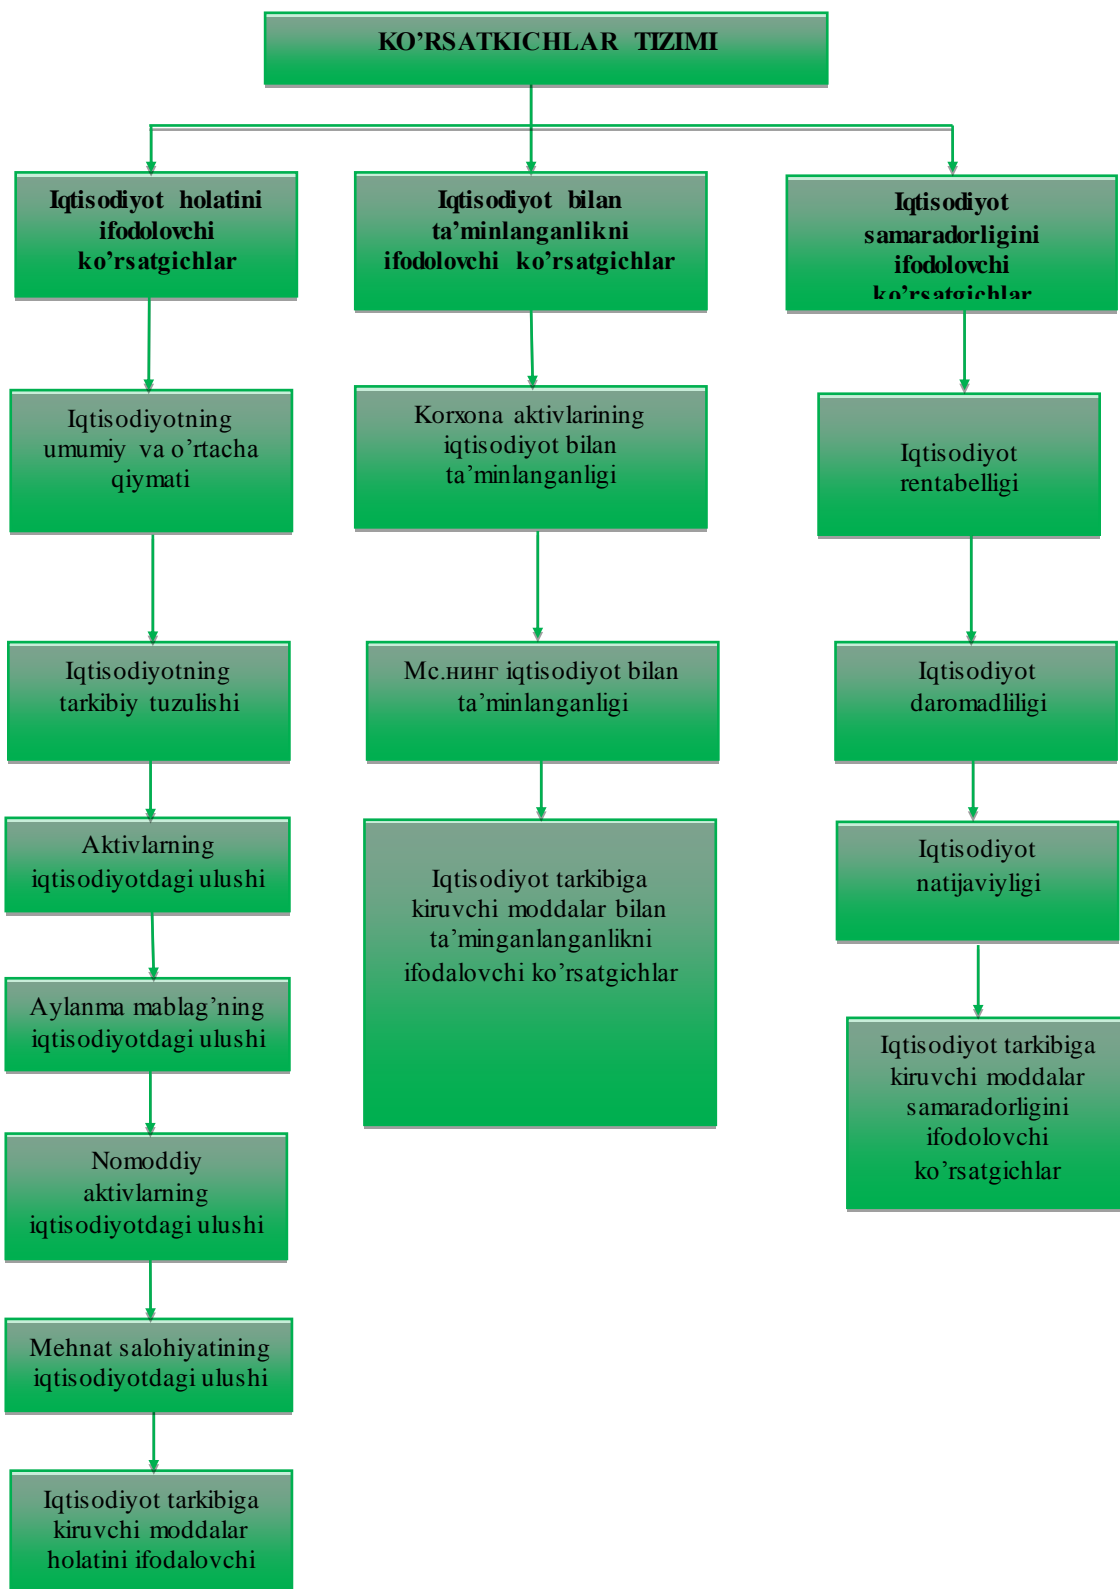 KO’RSATKICHLAR TIZIMI
Iqtisodiyot holatini
ifodolovchi
ko’rsatgichlar
Iqtisodiyot bilan
ta’minlanganlikni
ifodolovchi ko’rsatgichlar
Iqtisodiyot
samaradorligini
ifodolovchi
ko’rsatgichlar
Iqtisodiyotning
umumiy va o’rtacha
qiymati
Korxona aktivlarining
iqtisodiyot bilan
ta’minlanganligi
Iqtisodiyot
rentabelligi
Iqtisodiyotning
tarkibiy tuzulishi
Мс.нинг iqtisodiyot bilan
ta’minlanganligi
Iqtisodiyot
daromadliligi
Aktivlarning
iqtisodiyotdagi ulushi
Iqtisodiyot tarkibiga
kiruvchi moddalar bilan
ta’minganlanganlikni
ifodalovchi ko’rsatgichlar
Iqtisodiyot
natijaviyligi
Aylanma mablag’ning
iqtisodiyotdagi ulushi
Iqtisodiyot tarkibiga
kiruvchi moddalar
samaradorligini
ifodolovchi
ko’rsatgichlar
Nomoddiy
aktivlarning
iqtisodiyotdagi ulushi
Mehnat salohiyatining
iqtisodiyotdagi ulushi
Iqtisodiyot tarkibiga
kiruvchi moddalar
holatini ifodalovchi